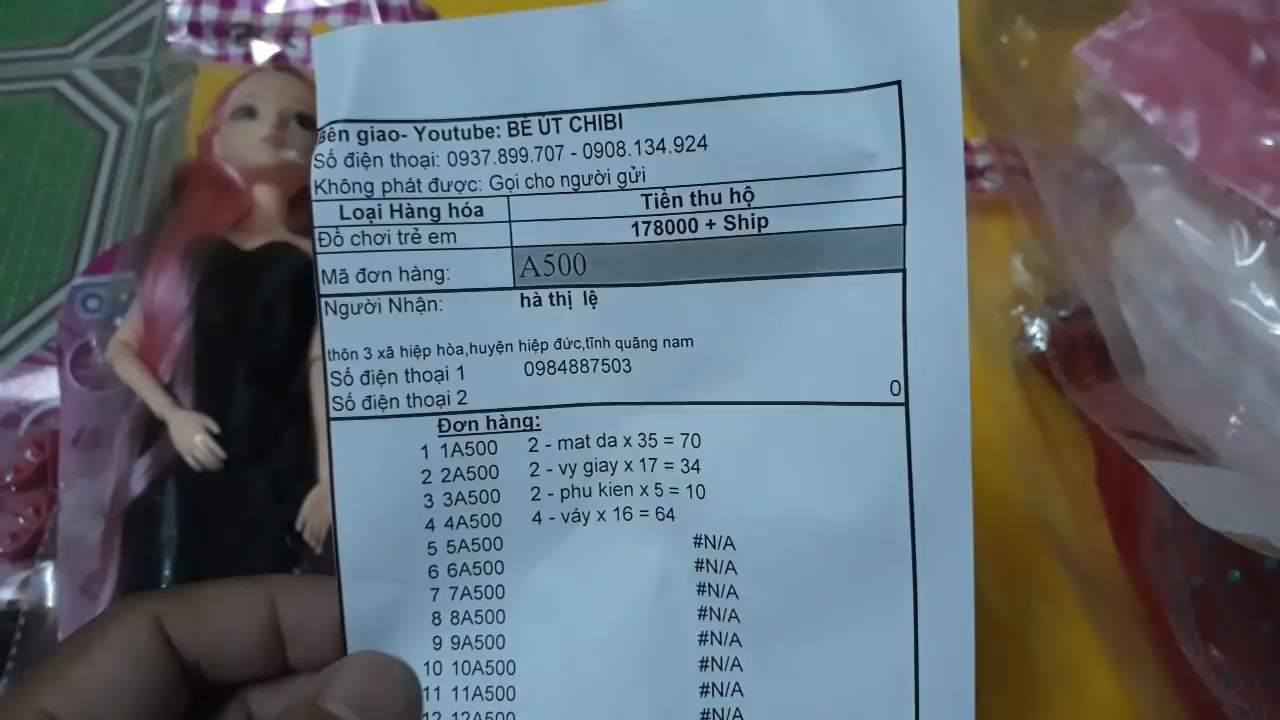 Bên giao- Youtube: BÉ ÚT CHIBI
Số điện thoại: 0937.899.707 - 0908.134.924
Không phát được: Gọi cho người gửi
Loại Hàng hóa Tiền thu hộ
Đồ chơi trẻ em 178000 + Ship
Mã đơn hàng: A500
Người Nhận: hà thị lệ
thôn 3 xã hiệp hòa,huyện hiệp đức,tĩnh quãng nam
Số điện thoại 1 0984887503
Số điện thoại 2 0
Đơn hàng:
1 1A500 2 - mat da x 35 = 70
2 2A500 2 - vy giay x 17 = 34
3 3A500 2 - phu kien x 5 = 10
4 4A500 4 - váy x 16 = 64
5 5A500 #N/A
6 6A500 #N/A
7 7A500 #N/A
8 8A500 #N/A
9 9A500 #N/A
10 10A500 #N/A
11 11A500 #N/A
12 12A500 #N/A